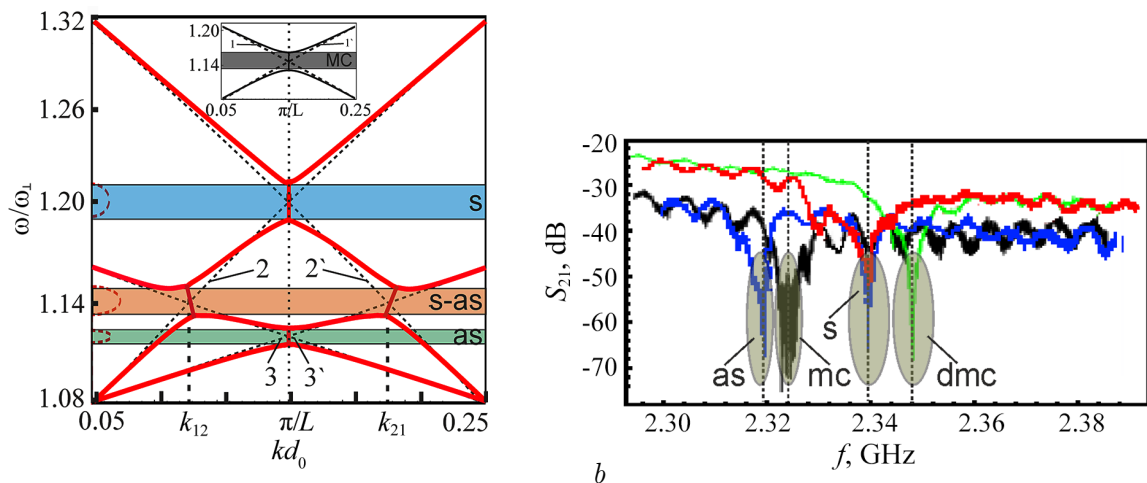 1.32
1.26
1.20
1.14
1.08
ω/ω⊥
1.20
1.14
1
1`
MC
0.05
π/L
0.25
s
2
2`
s-as
as
3
3`
0.05
k₁₂
π/L
k₂₁
0.25
kd₀
-20
-30
-40
-50
-60
-70
S₂₁, dB
s
as
mc
dmc
2.30
2.32
2.34
2.36
2.38
f, GHz
b